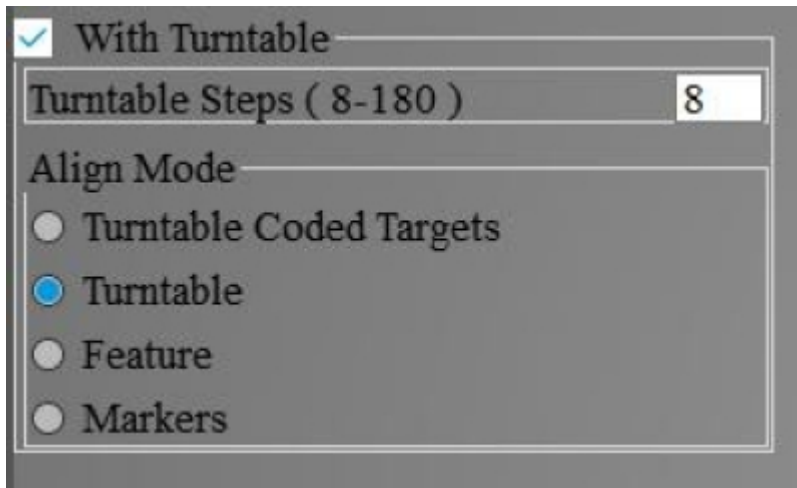 With Turntable
Turntable Steps ( 8-180 ) 8
Align Mode
Turntable Coded Targets
Turntable
Feature
Markers